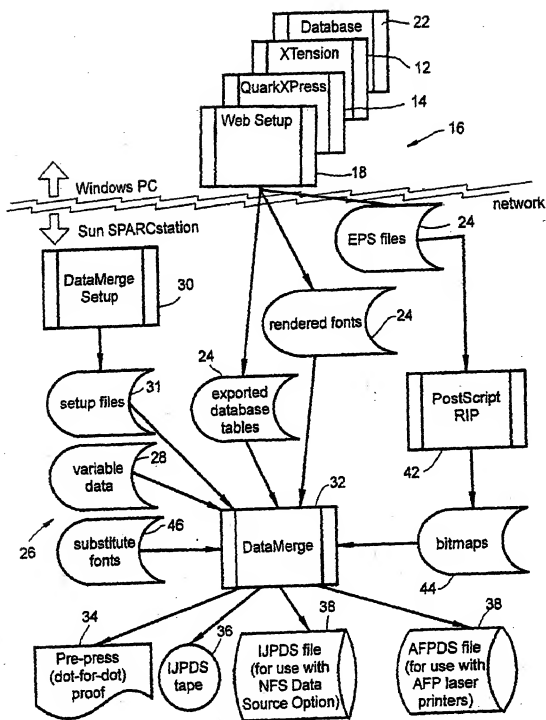 Database
22
XTension
12
QuarkXPress
14
Web Setup
16
18
Windows PC
network
Sun SPARCstation
EPS files
24
DataMerge
Setup
30
rendered fonts
24
24
setup files
31
exported
database
tables
PostScript
RIP
42
variable
data
28
32
26
substitute
fonts
46
DataMerge
bitmaps
44
34
Pre-press
(dot-for-dot)
proof
36
IJPDS
tape
38
IJPDS file
(for use with
NFS Data
Source Option)
38
AFPDS file
(for use with
AFP laser
printers)